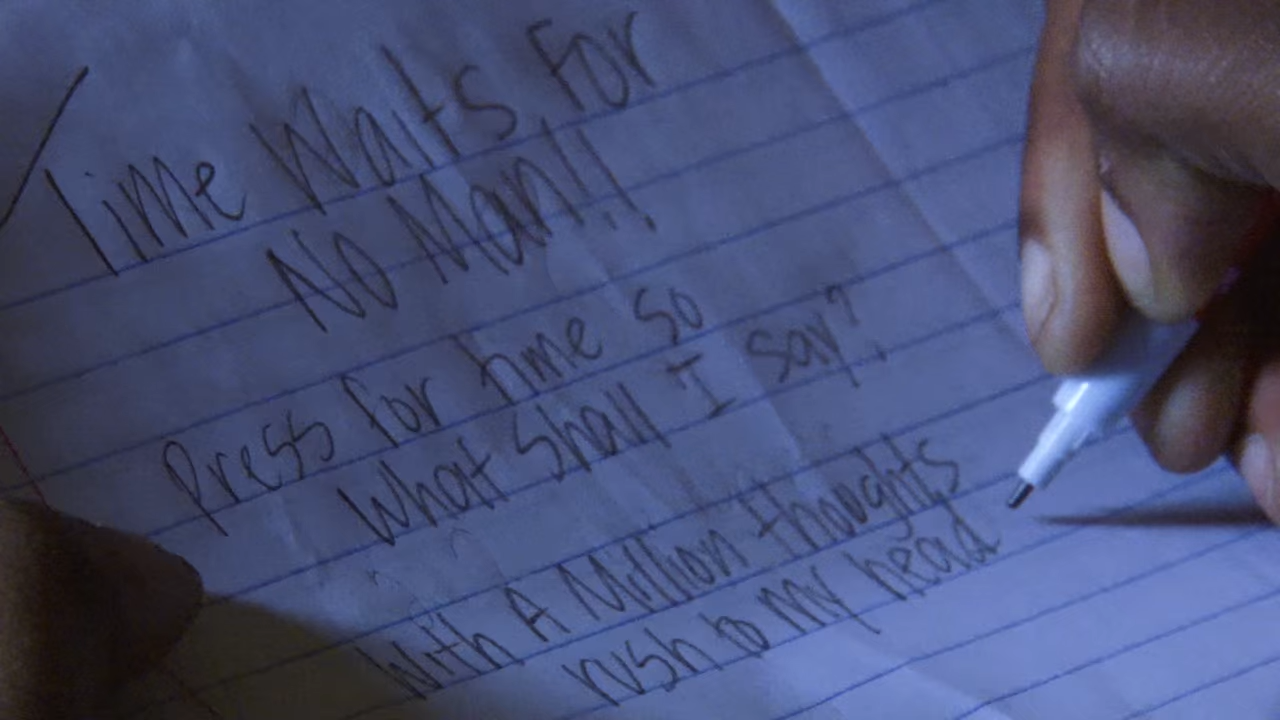 Time Waits For
No Man!!
Press for time so
what shall I say?
With A Million thoughts
rush to my head